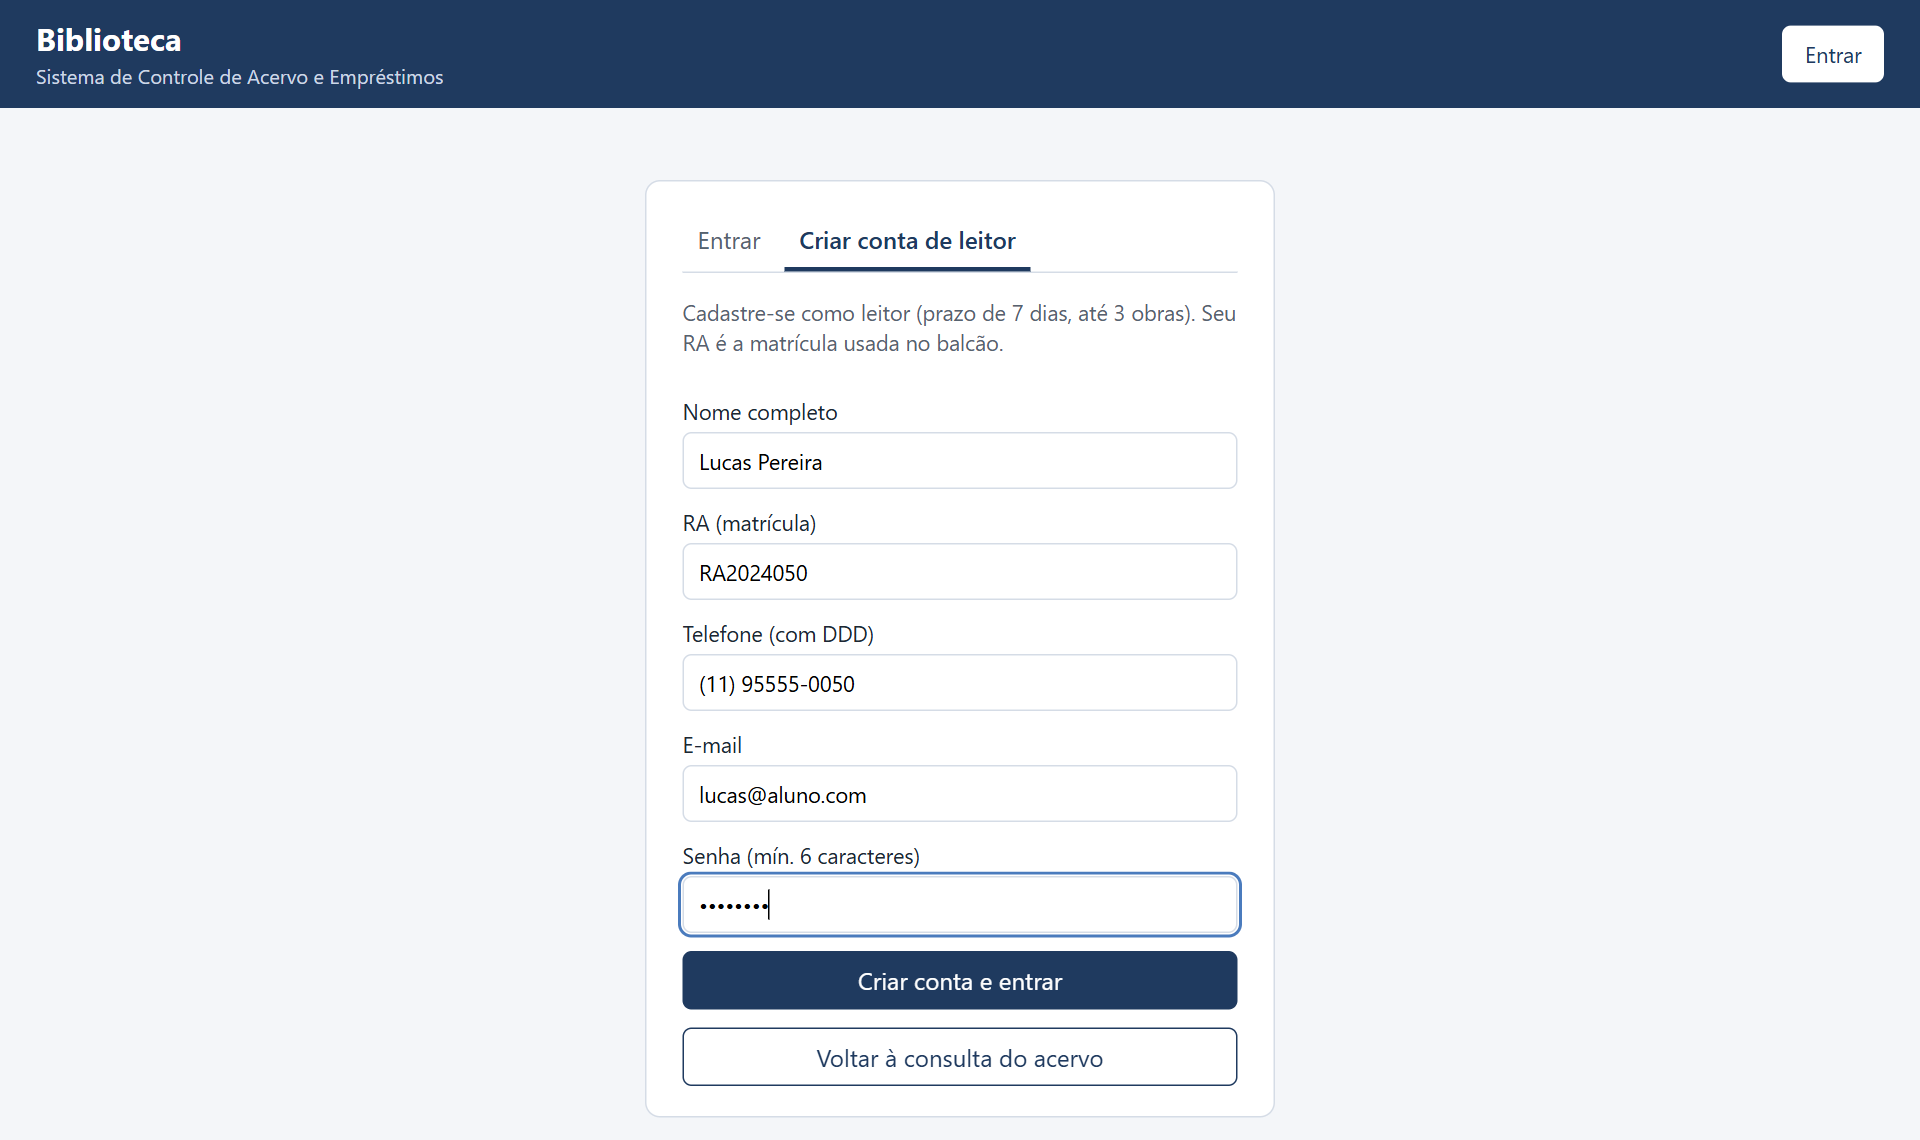 Biblioteca
Sistema de Controle de Acervo e Empréstimos
Entrar
Entrar
Criar conta de leitor
Cadastre-se como leitor (prazo de 7 dias, até 3 obras). Seu
RA é a matrícula usada no balcão.
Nome completo
Lucas Pereira
RA (matrícula)
RA2024050
Telefone (com DDD)
(11) 95555-0050
E-mail
lucas@aluno.com
Senha (mín. 6 caracteres)
••••••••
Criar conta e entrar
Voltar à consulta do acervo